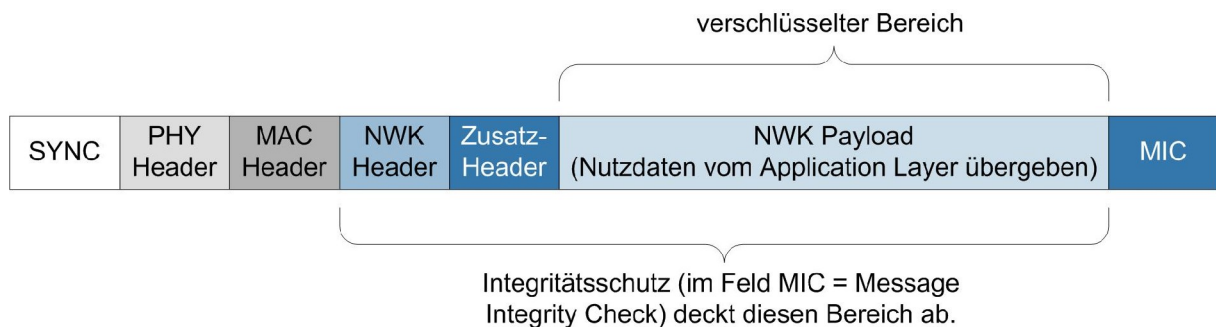 verschlüsselter Bereich
SYNC
PHY
Header
MAC
Header
NWK
Header
Zusatz-
Header
NWK Payload
(Nutzdaten vom Application Layer übergeben)
MIC
Integritätsschutz (im Feld MIC = Message
Integrity Check) deckt diesen Bereich ab.